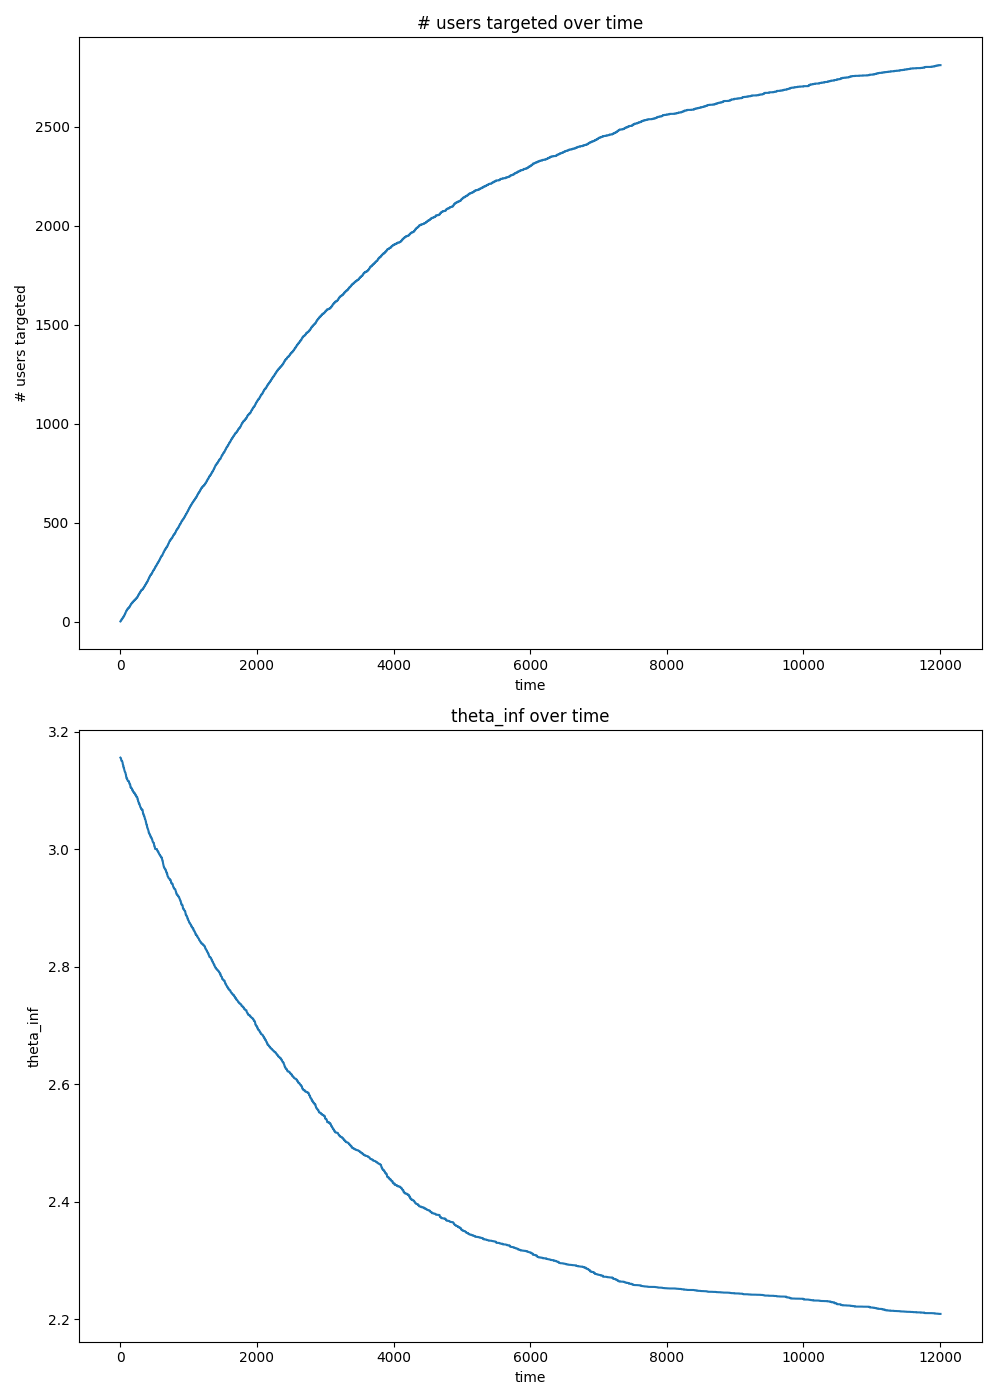 # users targeted over time
# users targeted
2500
2000
1500
1000
500
0
0 2000 4000 6000 8000 10000 12000
time
theta_inf over time
theta_inf
3.2
3.0
2.8
2.6
2.4
2.2
0 2000 4000 6000 8000 10000 12000
time